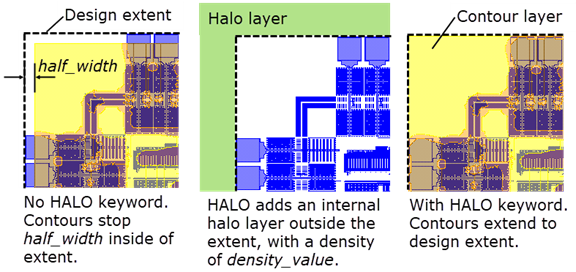 Design extent
half_width
No HALO keyword.
Contours stop
half_width inside of
extent.
Halo layer
HALO adds an internal
halo layer outside the
extent, with a density
of density_value.
Contour layer
With HALO keyword.
Contours extend to
design extent.